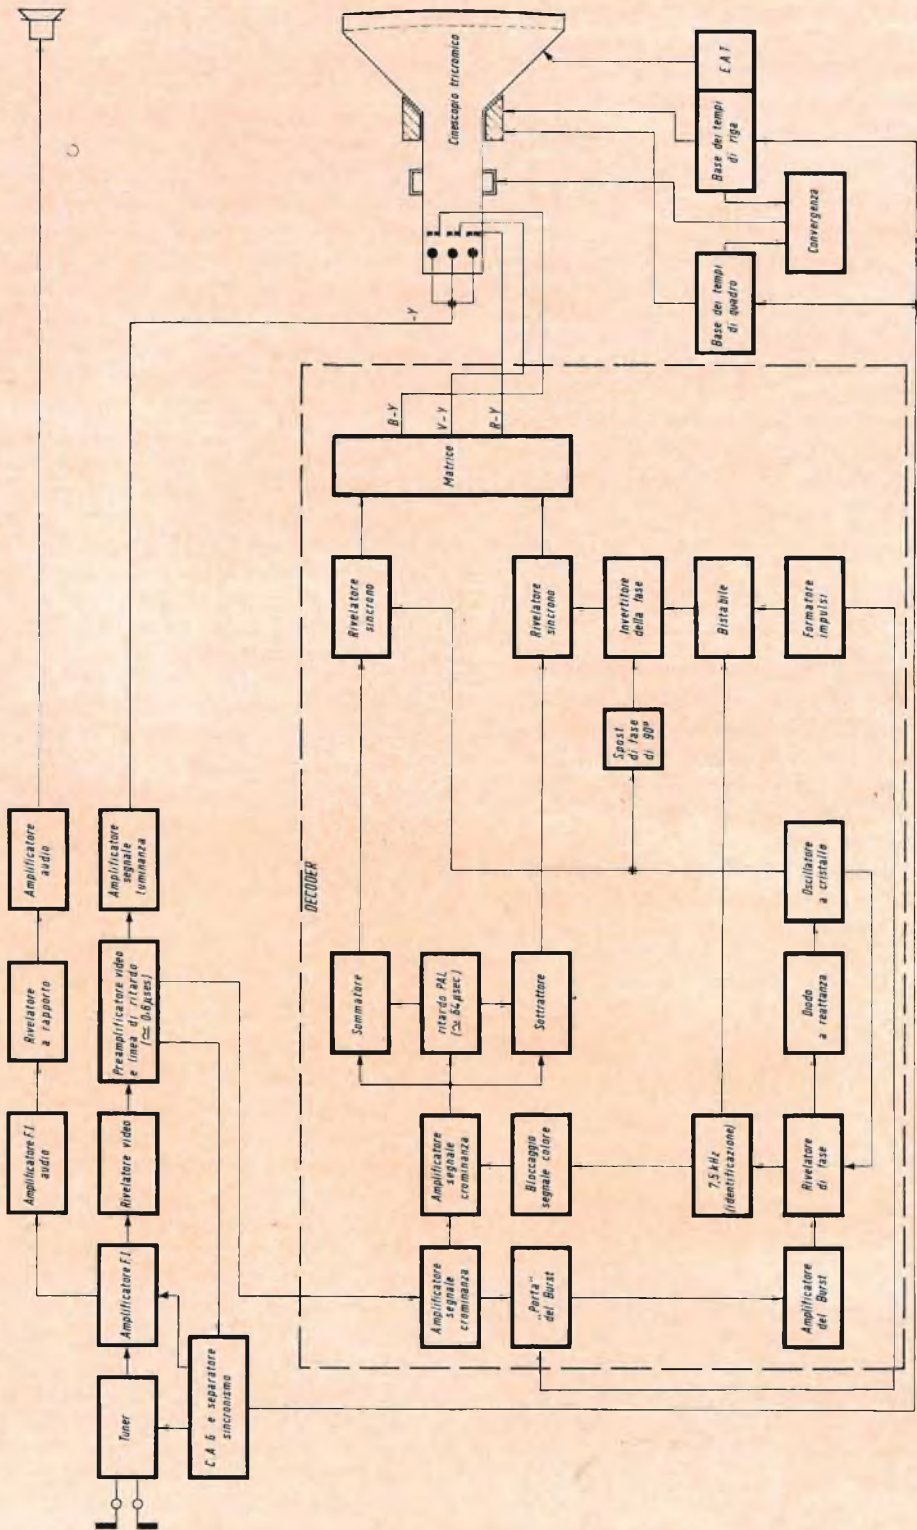 Tuner
Amplificatore F.I.
Rivelatore video
Preamplificatore video
e linea di ritardo
(≃ 0,6 µses)
Amplificatore
segnale
luminanza
Amplificatore F.I.
audio
Rivelatore
a rapporto
Amplificatore
audio
C.A.G. e separatore
sincronismo
-Y
Cinescopio tricromico
E A T
Base dei tempi
di riga
Convergenza
Base dei tempi
di quadro
DECODER
Amplificatore
segnale
crominanza
Amplificatore
segnale
crominanza
Sommatore
ritardo PAL
(≃ 64 µsec)
Sottrattore
Rivelatore
sincrono
Rivelatore
sincrono
Matrice
B-Y
V-Y
R-Y
„Porta"
del Burst
Bloccaggio
segnale colore
Spost
di fase
di 90°
Invertitore
della fase
Bistabile
Formatore
impulsi
7,5 kHz
(identificazione)
Amplificatore
del Burst
Rivelatore
di fase
Diodo
a reattanza
Oscillatore
a cristallo